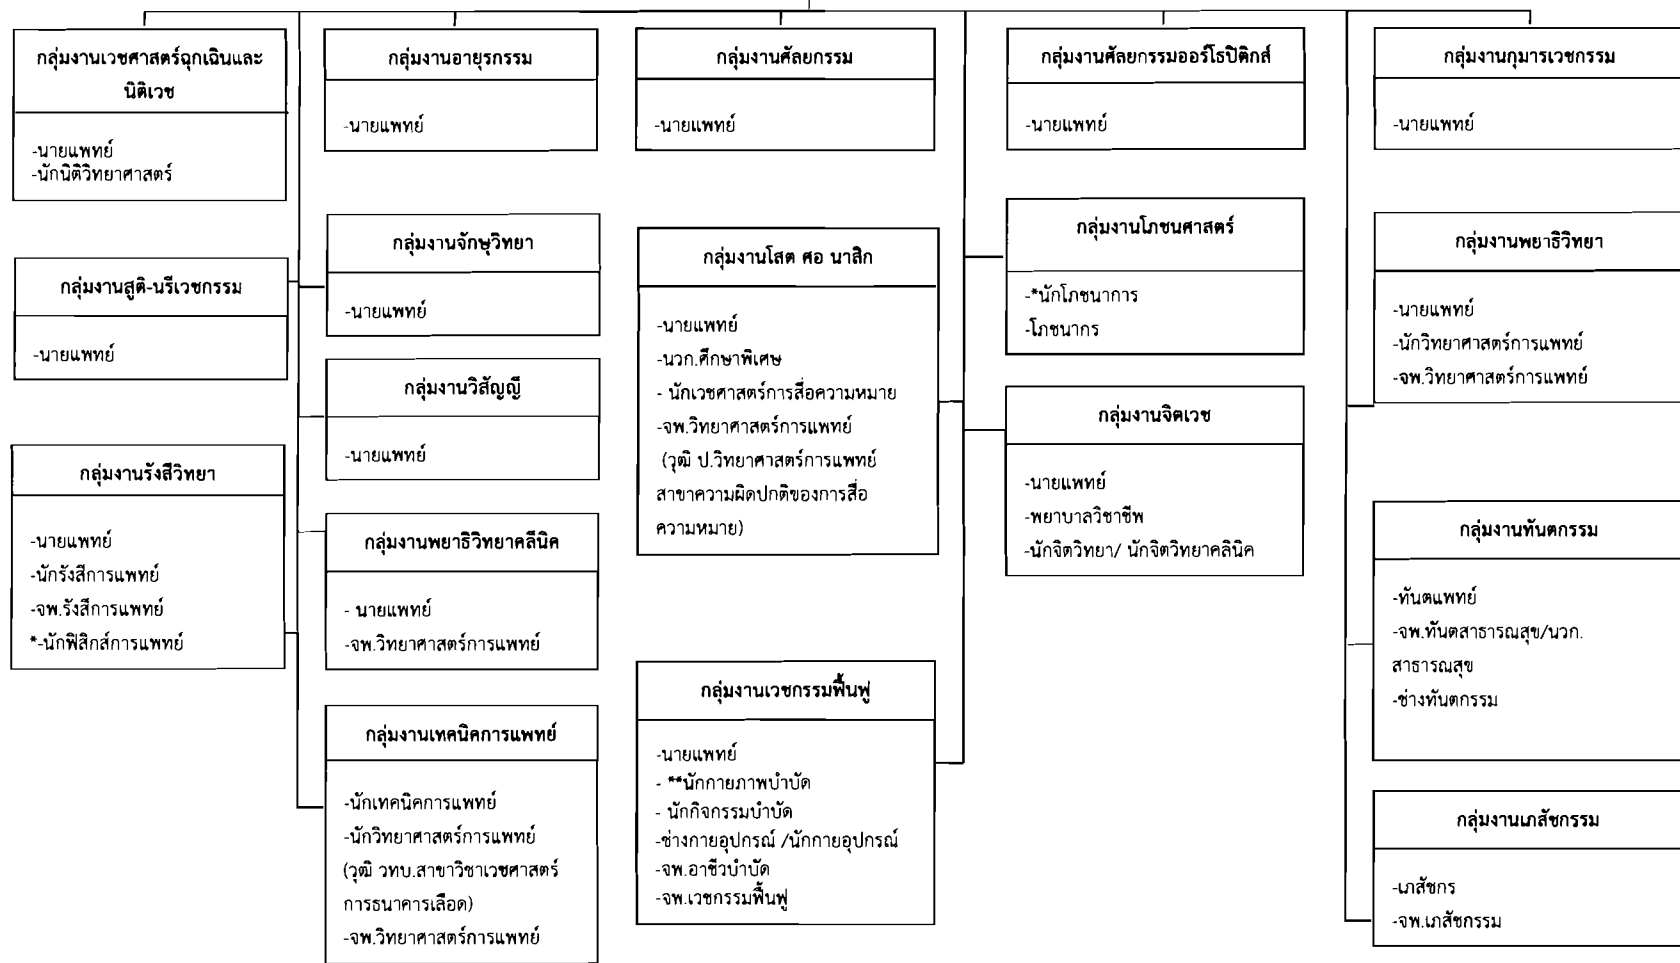 กลุ่มงานเวชศาสตร์ฉุกเฉินและ
นิติเวช
-นายแพทย์
-นักนิติวิทยาศาสตร์
กลุ่มงานอายุรกรรม
-นายแพทย์
กลุ่มงานศัลยกรรม
-นายแพทย์
กลุ่มงานศัลยกรรมออร์โธปิติกส์
-นายแพทย์
กลุ่มงานกุมารเวชกรรม
-นายแพทย์
กลุ่มงานสูติ-นรีเวชกรรม
-นายแพทย์
กลุ่มงานจักษุวิทยา
-นายแพทย์
กลุ่มงานวิสัญญี
-นายแพทย์
กลุ่มงานโสต ศอ นาสิก
-นายแพทย์
-นวก.ศึกษาพิเศษ
- นักเวชศาสตร์การสื่อความหมาย
-จพ.วิทยาศาสตร์การแพทย์
(วุฒิ ป.วิทยาศาสตร์การแพทย์
สาขาความผิดปกติของการสื่อ
ความหมาย)
กลุ่มงานโภชนศาสตร์
-*นักโภชนาการ
-โภชนากร
กลุ่มงานพยาธิวิทยา
-นายแพทย์
-นักวิทยาศาสตร์การแพทย์
-จพ.วิทยาศาสตร์การแพทย์
กลุ่มงานจิตเวช
-นายแพทย์
-พยาบาลวิชาชีพ
-นักจิตวิทยา/ นักจิตวิทยาคลินิค
กลุ่มงานรังสีวิทยา
-นายแพทย์
-นักรังสีการแพทย์
-จพ.รังสีการแพทย์
*-นักฟิสิกส์การแพทย์
กลุ่มงานพยาธิวิทยาคลีนิค
- นายแพทย์
-จพ.วิทยาศาสตร์การแพทย์
กลุ่มงานทันตกรรม
-ทันตแพทย์
-จพ.ทันตสาธารณสุข/นวก.
สาธารณสุข
-ช่างทันตกรรม
กลุ่มงานเทคนิคการแพทย์
-นักเทคนิคการแพทย์
-นักวิทยาศาสตร์การแพทย์
(วุฒิ วทบ.สาขาวิชาเวชศาสตร์
การธนาคารเลือด)
-จพ.วิทยาศาสตร์การแพทย์
กลุ่มงานเวชกรรมฟื้นฟู
-นายแพทย์
- **นักกายภาพบำบัด
- นักกิจกรรมบำบัด
-ช่างกายอุปกรณ์ /นักกายอุปกรณ์
-จพ.อาชีวบำบัด
-จพ.เวชกรรมฟื้นฟู
กลุ่มงานเภสัชกรรม
-เภสัชกร
-จพ.เภสัชกรรม